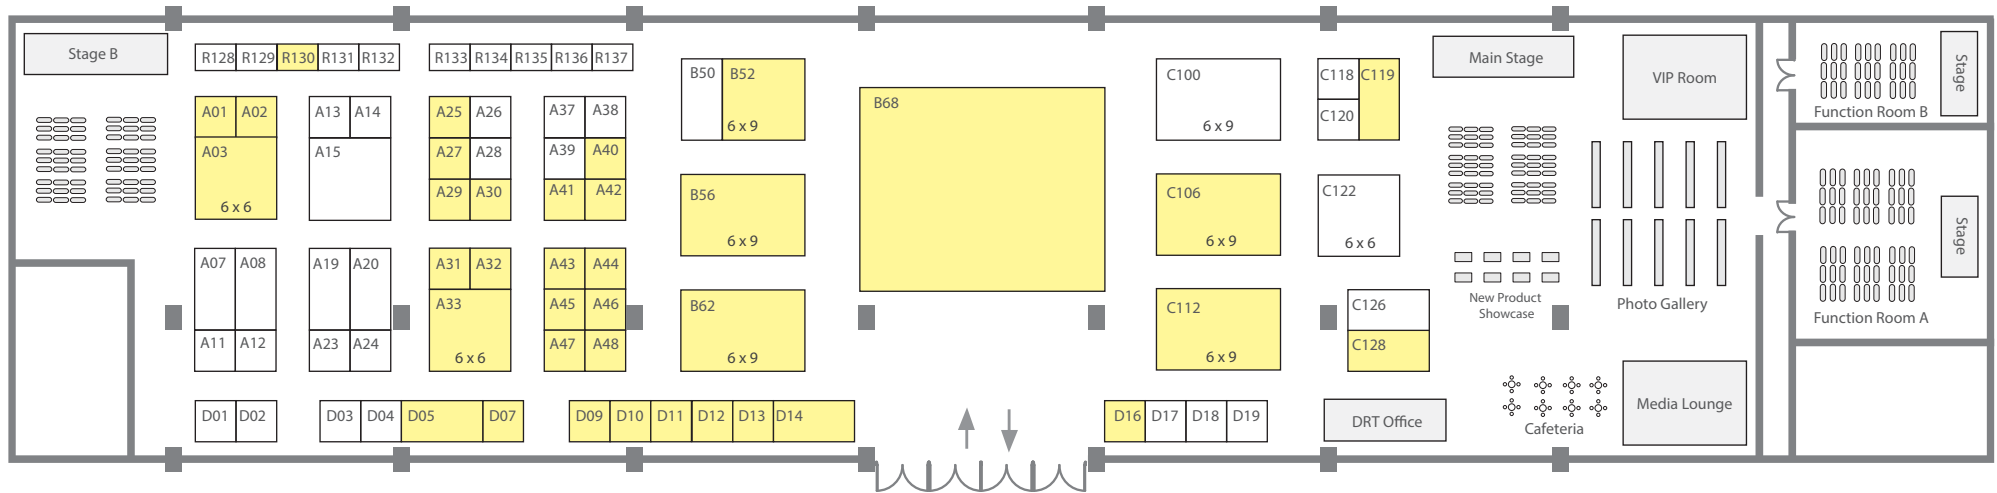 Stage B
R128 R129 R130 R131 R132
R133 R134 R135 R136 R137
A01 A02
A03
6 x 6
A13 A14
A15
A25 A26
A27 A28
A29 A30
A37 A38
A39 A40
A41 A42
A07 A08
A11 A12
A19 A20
A23 A24
A31 A32
A33
6 x 6
A43 A44
A45 A46
A47 A48
D01 D02
D03 D04 D05 D07
D09 D10 D11 D12 D13 D14
B50 B52
6 x 9
B56
6 x 9
B62
6 x 9
B68
C100
6 x 9
C106
6 x 9
C112
6 x 9
C118 C119
C120
C122
6 x 6
C126
C128
D16 D17 D18 D19
DRT Office
Main Stage
New Product
Showcase
Cafeteria
VIP Room
Photo Gallery
Media Lounge
Stage
Function Room B
Stage
Function Room A